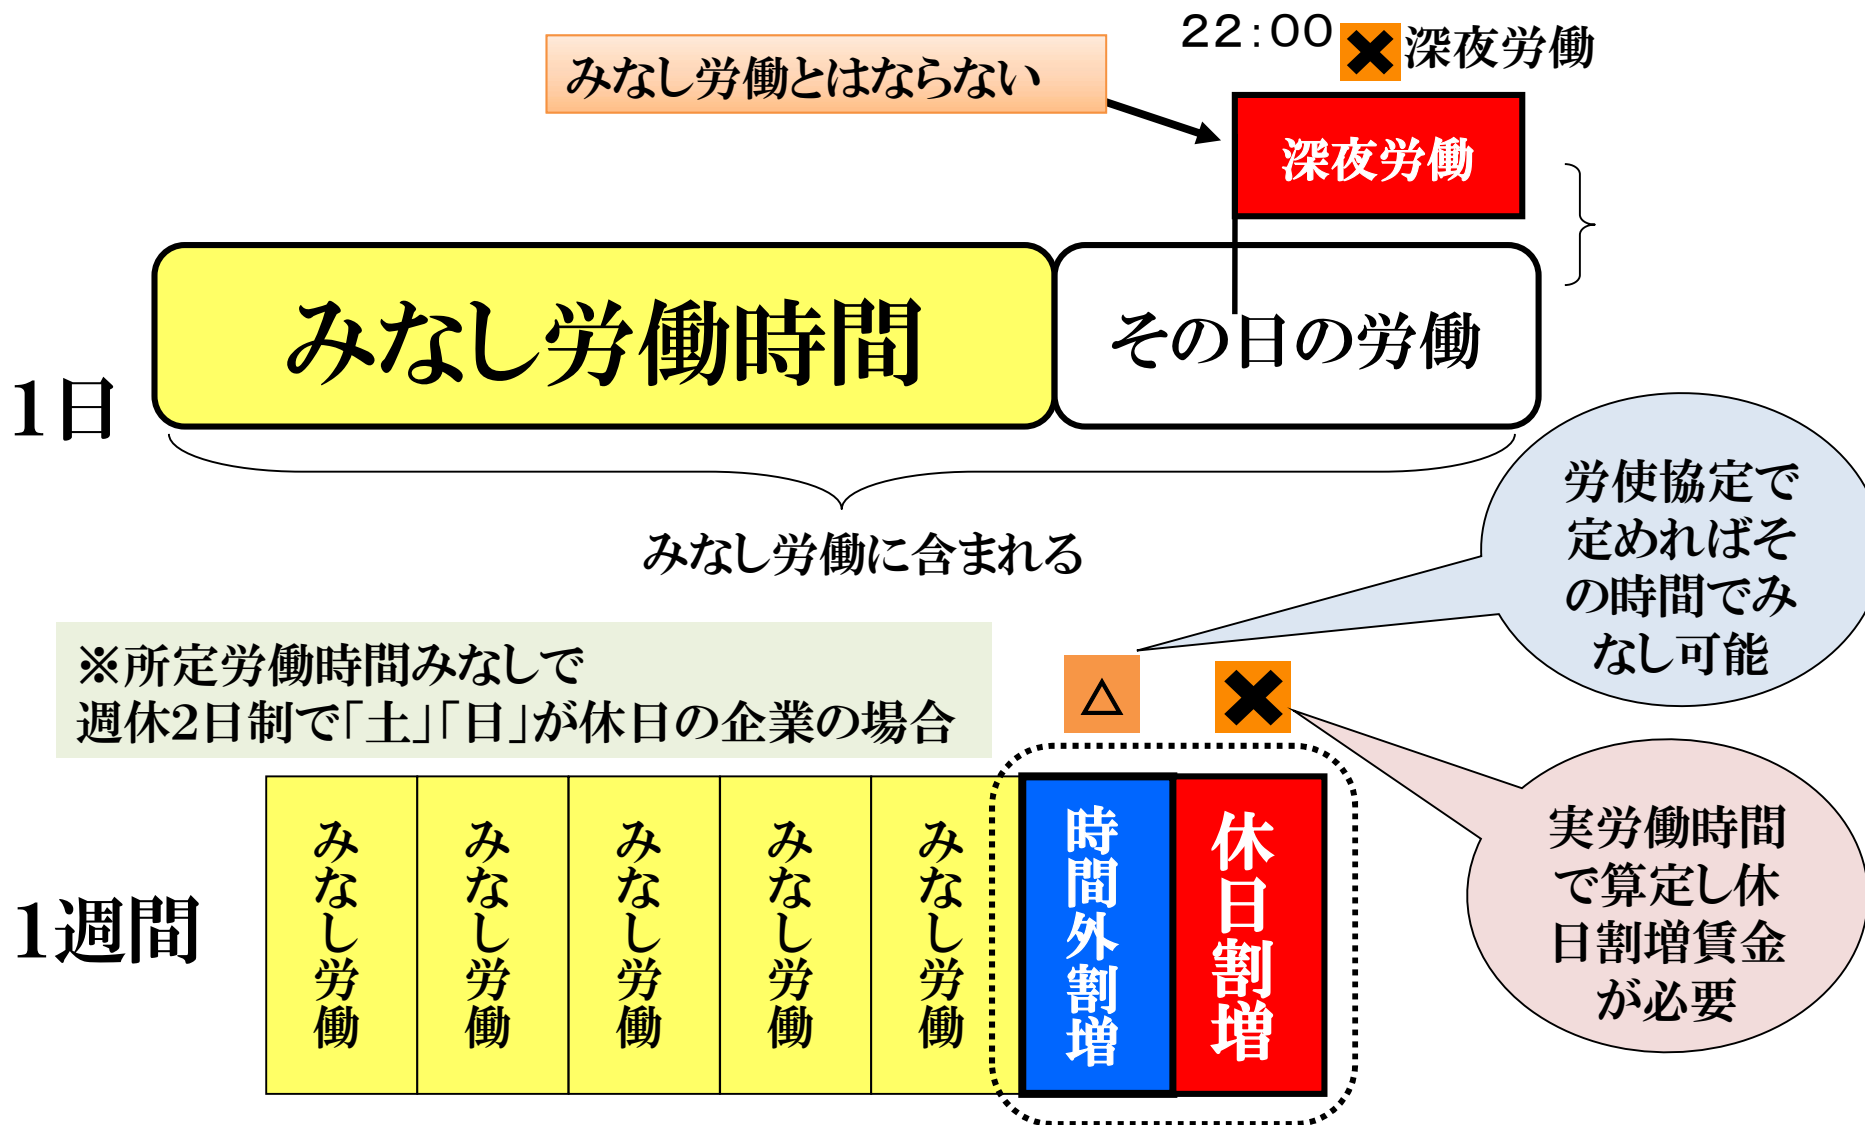 22:00
深夜労働
みなし労働とはならない
深夜労働
みなし労働時間
その日の労働
1日
みなし労働に含まれる
労使協定で
定めればそ
の時間でみ
なし可能
※所定労働時間みなしで
週休2日制で「土」「日」が休日の企業の場合
△
実労働時間
で算定し休
日割増賃金
が必要
1週間
みなし労働
みなし労働
みなし労働
みなし労働
みなし労働
時間外割増
休日割増